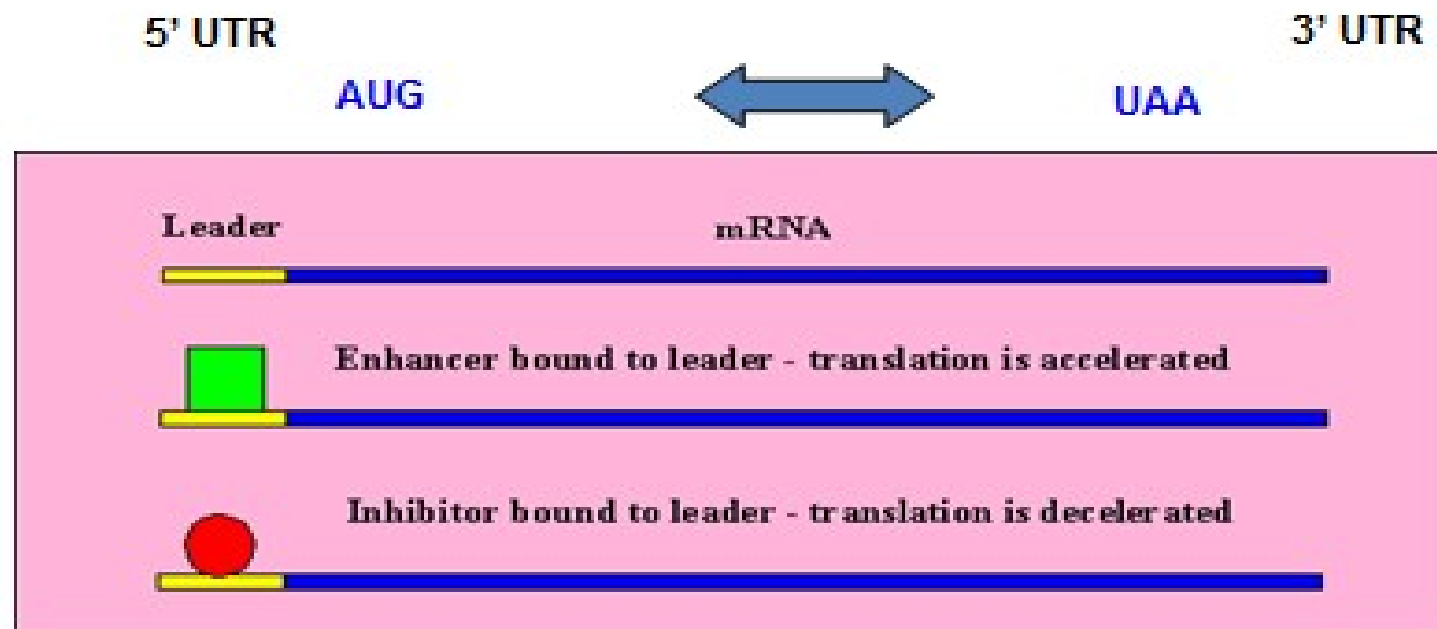 5’ UTR 3’ UTR
AUG UAA
Leader mRNA
Enhancer bound to leader - translation is accelerated
Inhibitor bound to leader - translation is decelerated